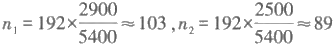 n₁ = 192×2900/5400 ≈ 103 , n₂ = 192×2500/5400 ≈ 89